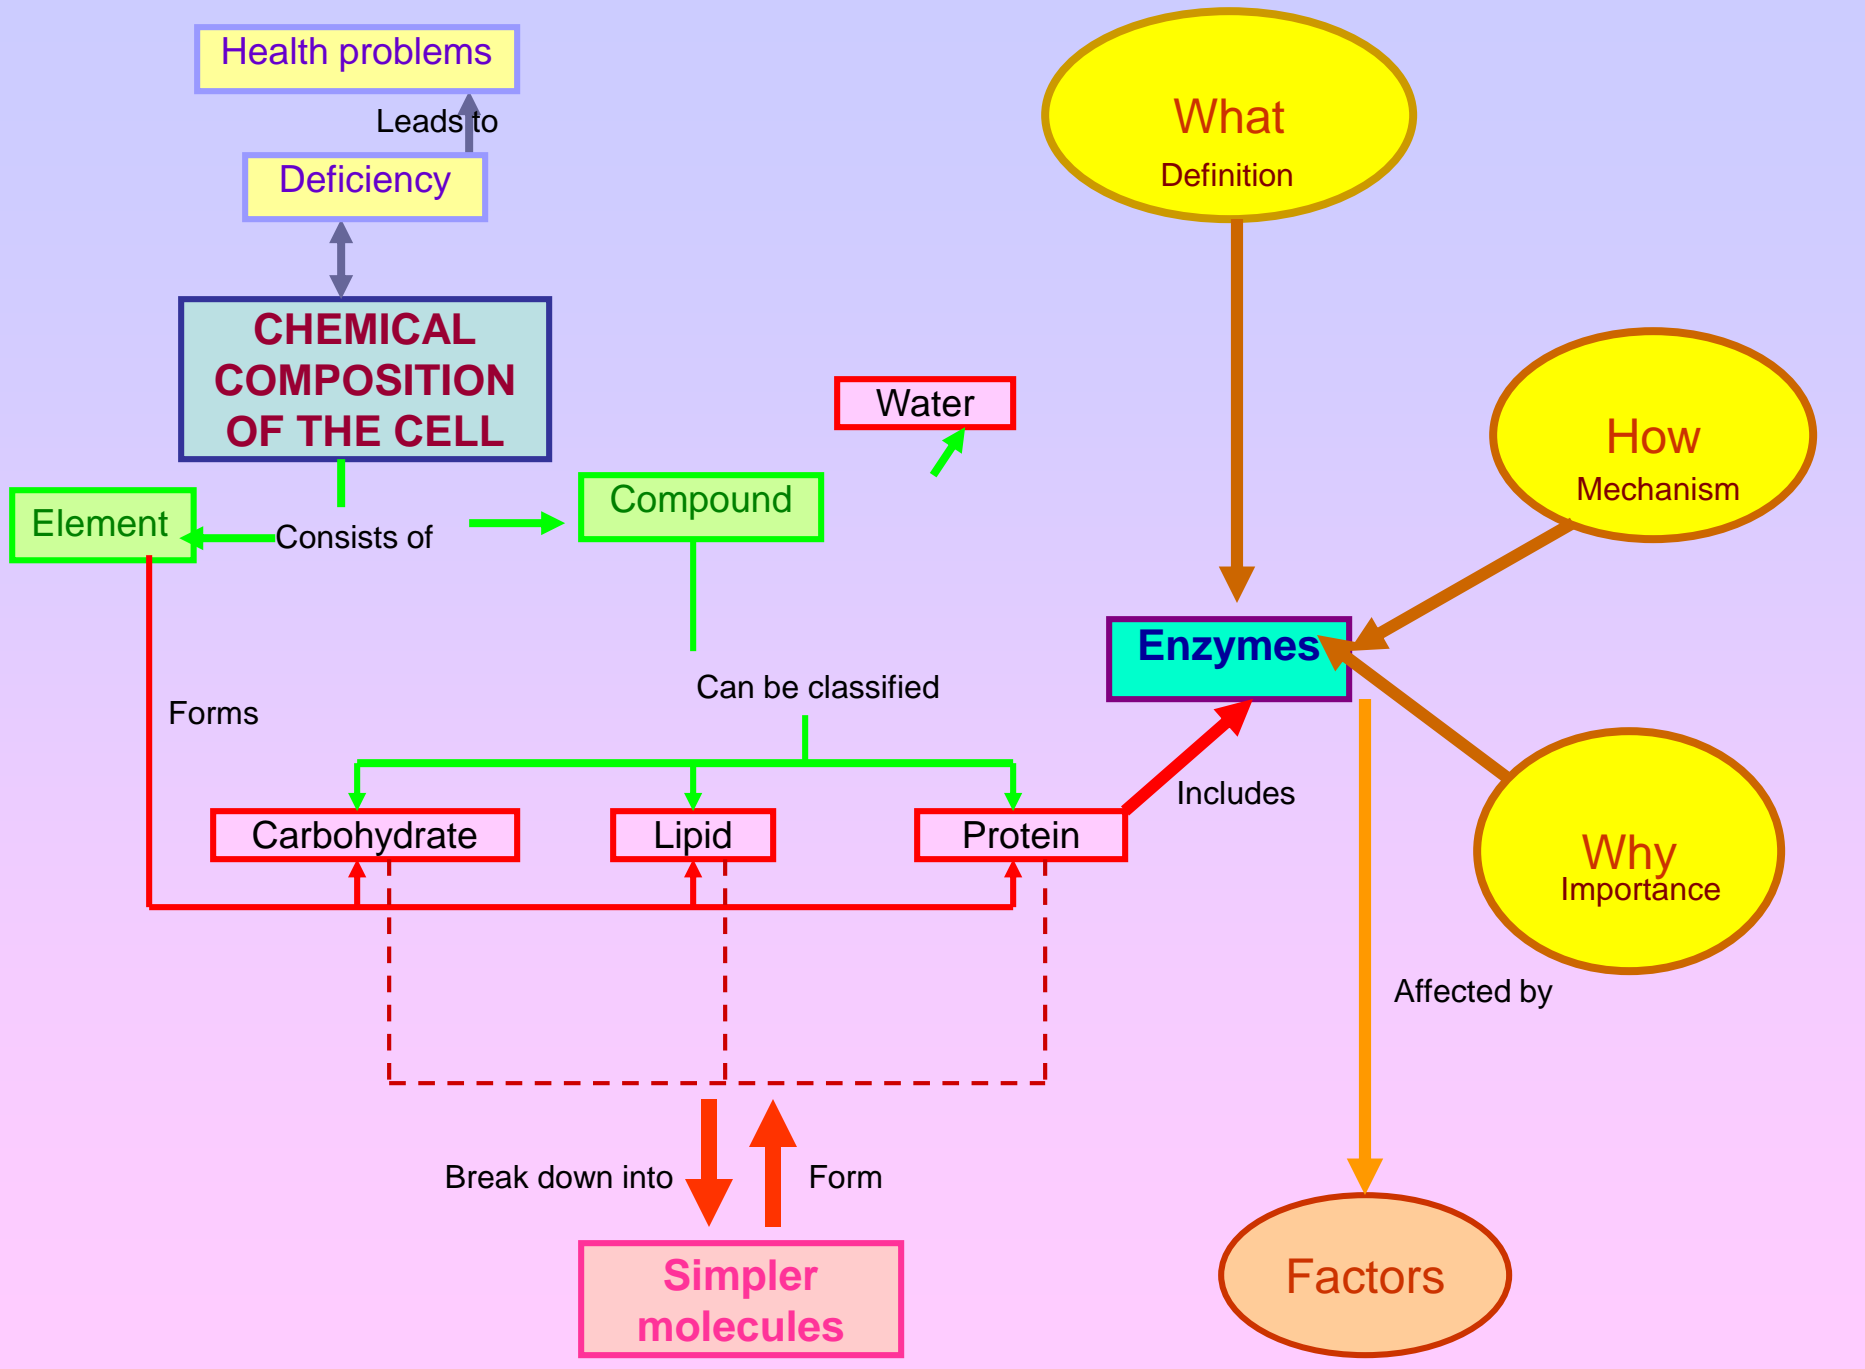 Health problems
Leads to
Deficiency
CHEMICAL
COMPOSITION
OF THE CELL
Element
Consists of
Compound
Water
Forms
Can be classified
Carbohydrate
Lipid
Protein
Includes
Break down into
Form
Simpler
molecules
What
Definition
How
Mechanism
Enzymes
Why
Importance
Affected by
Factors